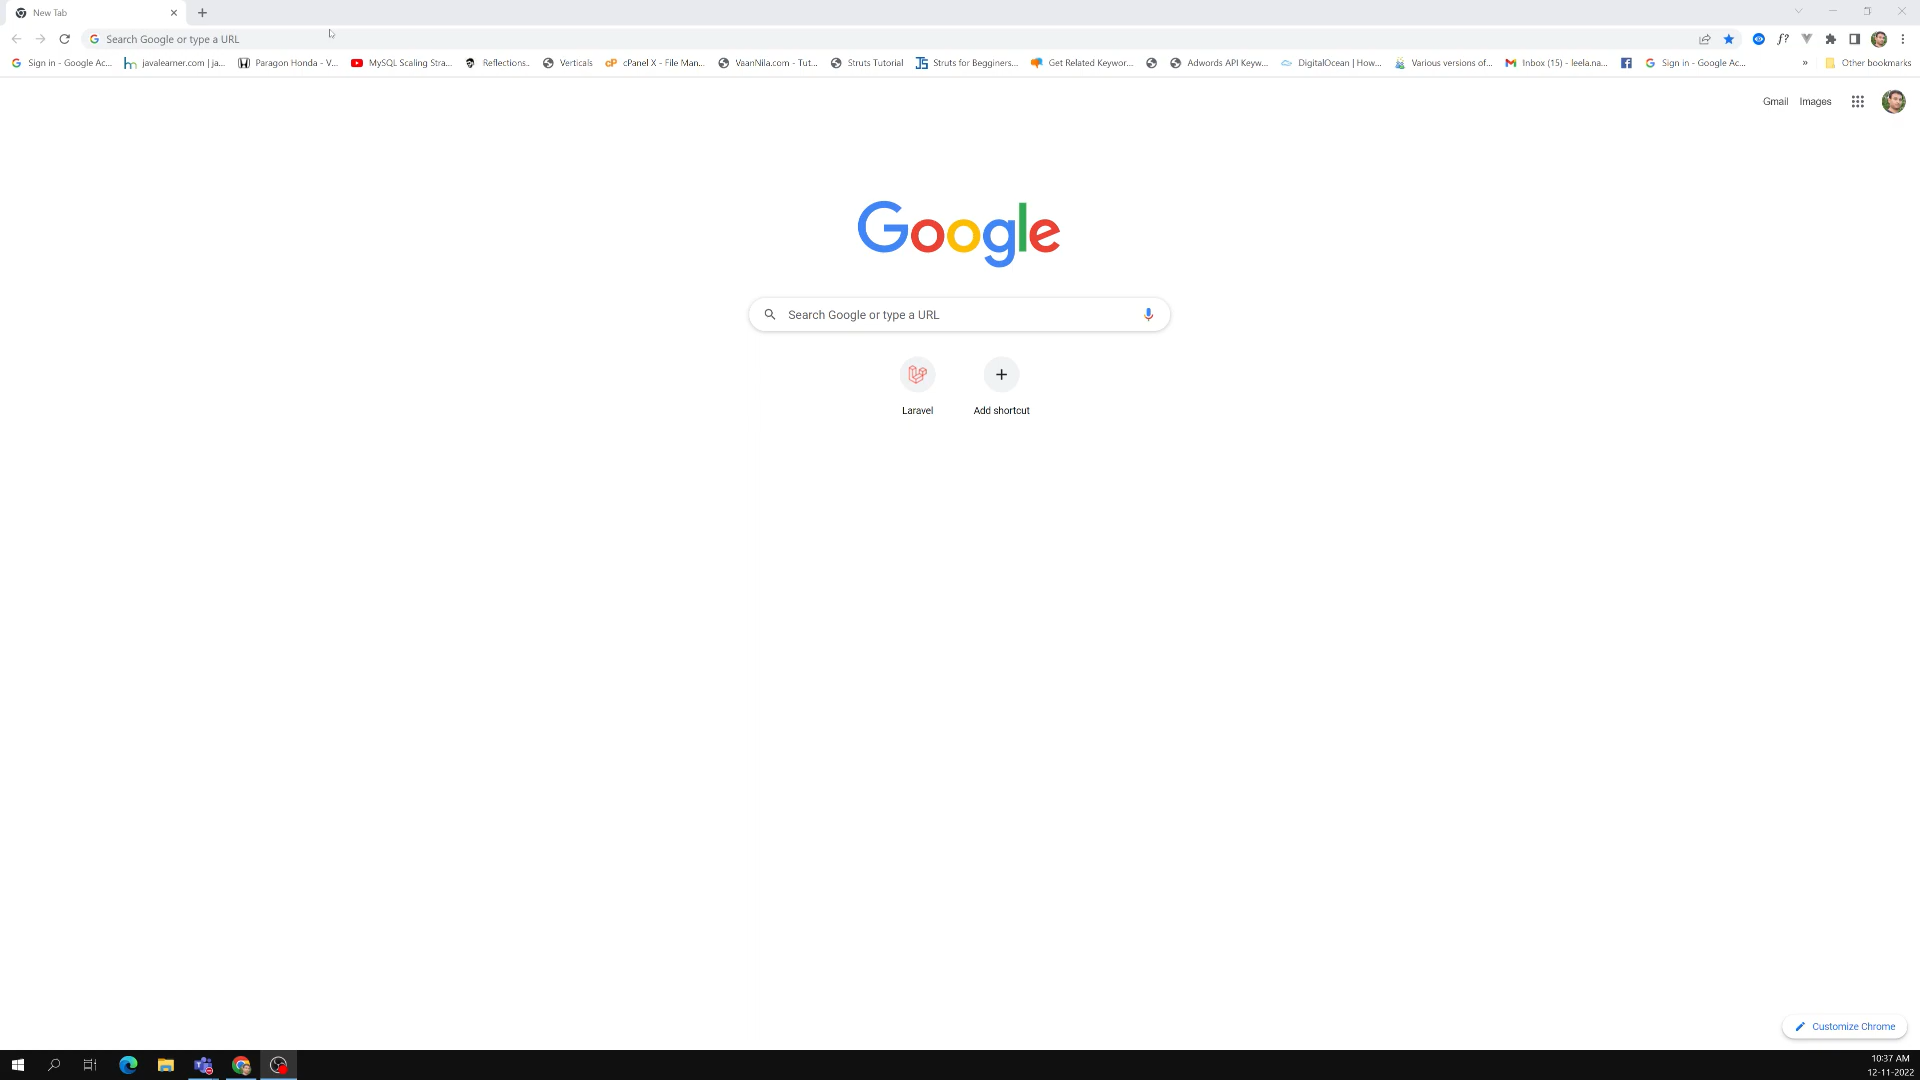 New Tab
Search Google or type a URL
Sign in - Google Ac... javalearner.com | ja... Paragon Honda - V... MySQL Scaling Stra... Reflections.. Verticals cPanel X - File Man... VaanNila.com - Tut... Struts Tutorial Struts for Begginers... Get Related Keywor... Adwords API Keyw... DigitalOcean | How... Various versions of... Inbox (15) - leela.na... Sign in - Google Ac... » Other bookmarks
Gmail Images
Google
Search Google or type a URL
Laravel Add shortcut
Customize Chrome
10:37 AM
12-11-2022